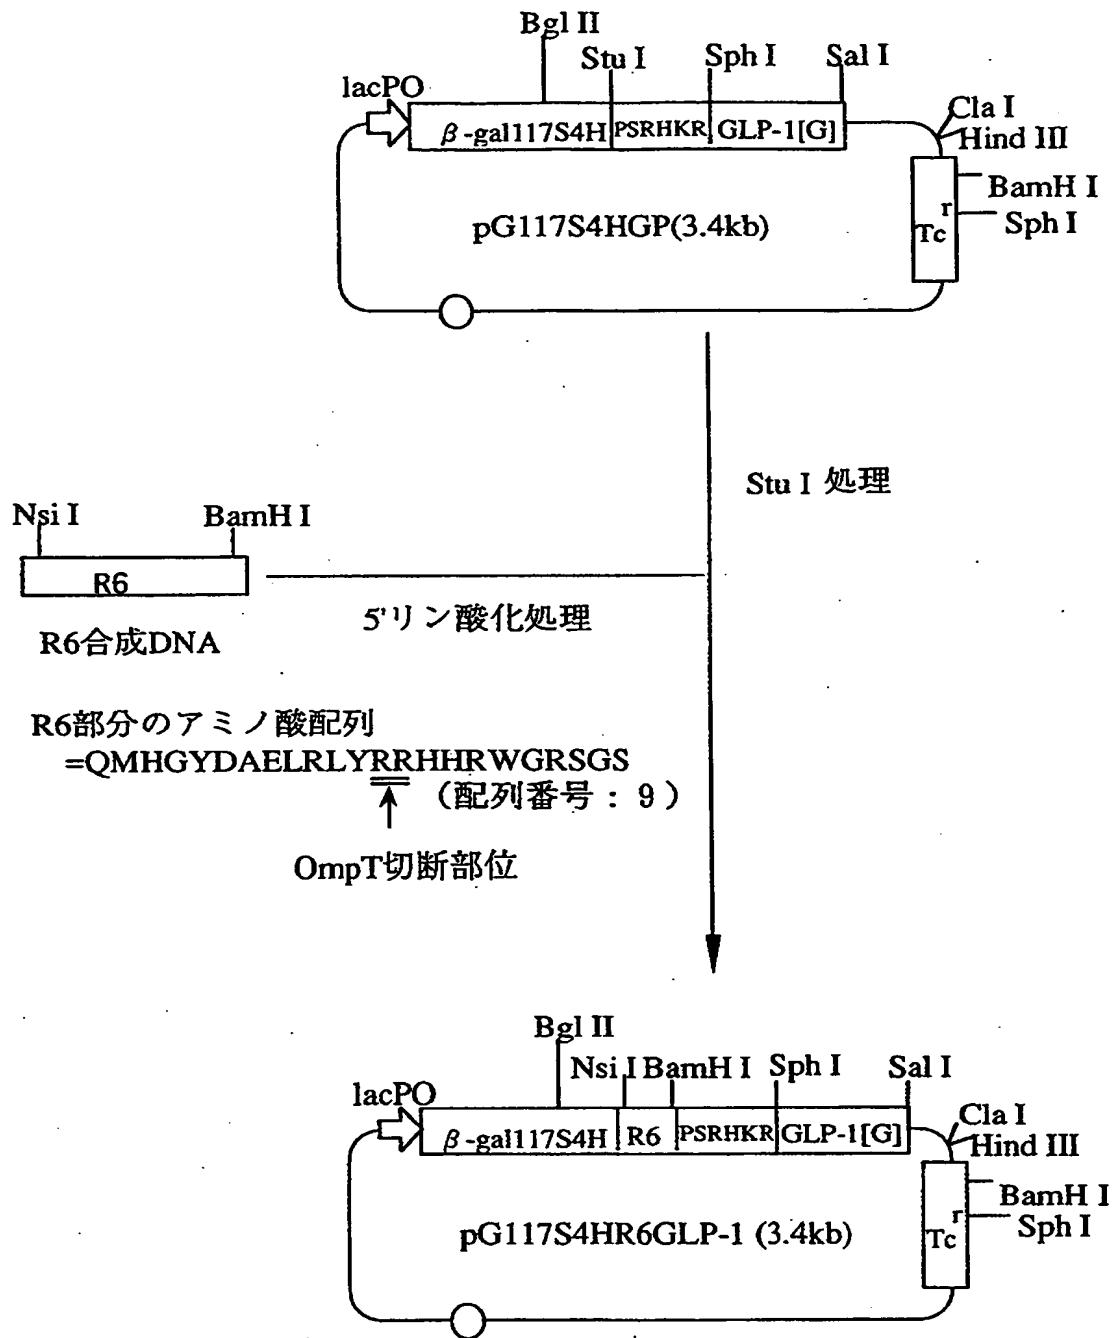 Bgl II
Stu I
Sph I
Sal I
lacPO
Cla I
Hind III
β-gal117S4H
PSRHKR
GLP-1[G]
BamH I
Tc r
Sph I
pG117S4HGP(3.4kb)
Stu I 処理
Nsi I
BamH I
R6
5'リン酸化処理
R6合成DNA
R6部分のアミノ酸配列
=QMHGYDAELRLYRRHHRWGRSGS
(配列番号：9)
OmpT切断部位
Bgl II
Nsi I
BamH I
Sph I
Sal I
lacPO
Cla I
Hind III
β-gal117S4H
R6
PSRHKR
GLP-1[G]
BamH I
Tc r
Sph I
pG117S4HR6GLP-1 (3.4kb)